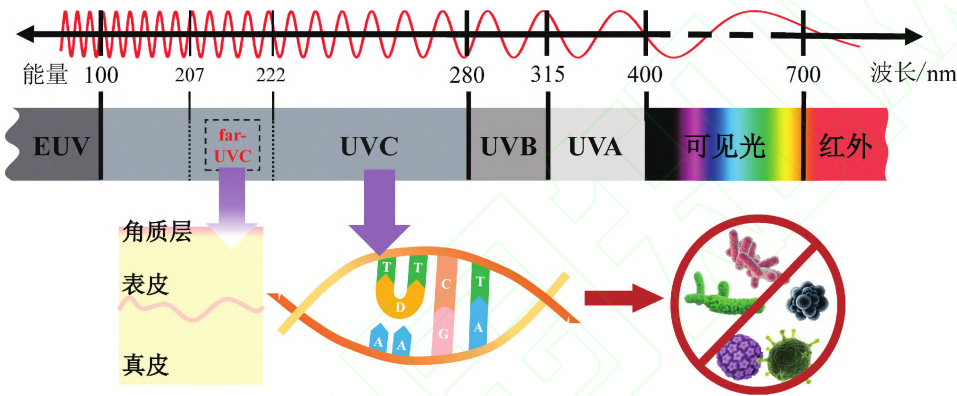 能量 100 207 222 280 315 400 700 波长/nm
EUV
far-
UVC
UVC
UVB
UVA
可见光
红外
角质层
表皮
真皮
T T C T
D
A A G A